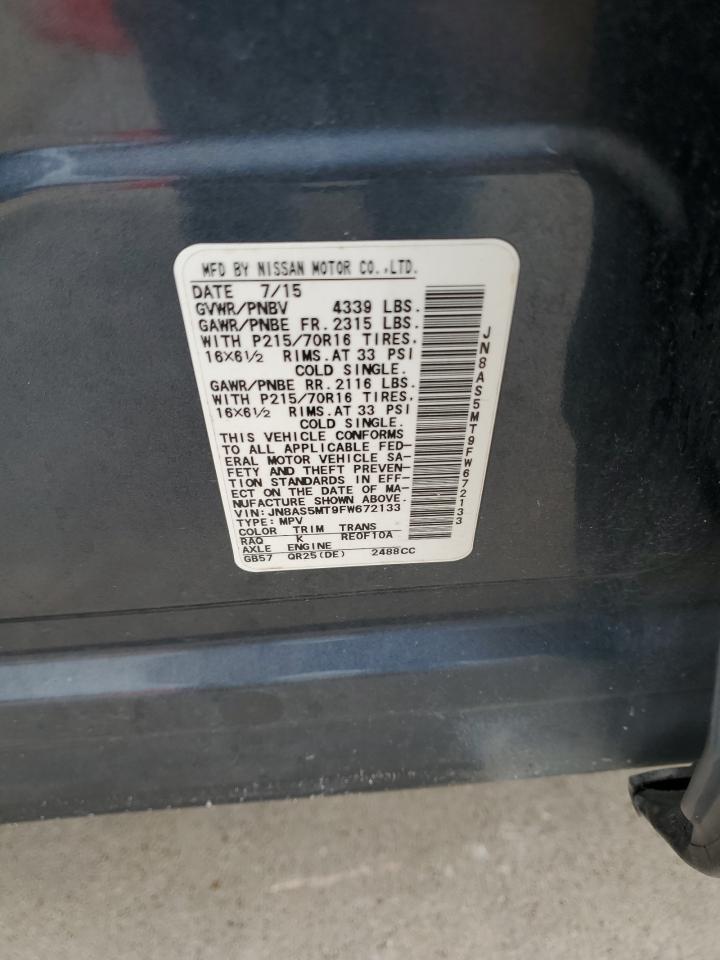 MFD BY NISSAN MOTOR CO.,LTD.
DATE 7/15
GVWR/PNBV 4339 LBS.
GAWR/PNBE FR. 2315 LBS.
WITH P215/70R16 TIRES.
16X6½ RIMS. AT 33 PSI
COLD SINGLE.
GAWR/PNBE RR. 2116 LBS.
WITH P215/70R16 TIRES.
16X6½ RIMS. AT 33 PSI
COLD SINGLE.
THIS VEHICLE CONFORMS
TO ALL APPLICABLE FED-
ERAL MOTOR VEHICLE SA-
FETY AND THEFT PREVEN-
TION STANDARDS IN EFF-
ECT ON THE DATE OF MA-
NUFACTURE SHOWN ABOVE.
VIN:JN8AS5MT9FW672133
TYPE: MPV
COLOR TRIM TRANS
RAQ K RE0F10A
AXLE ENGINE
GB57 QR25(DE) 2488CC
JN8AS5MT9FW672133